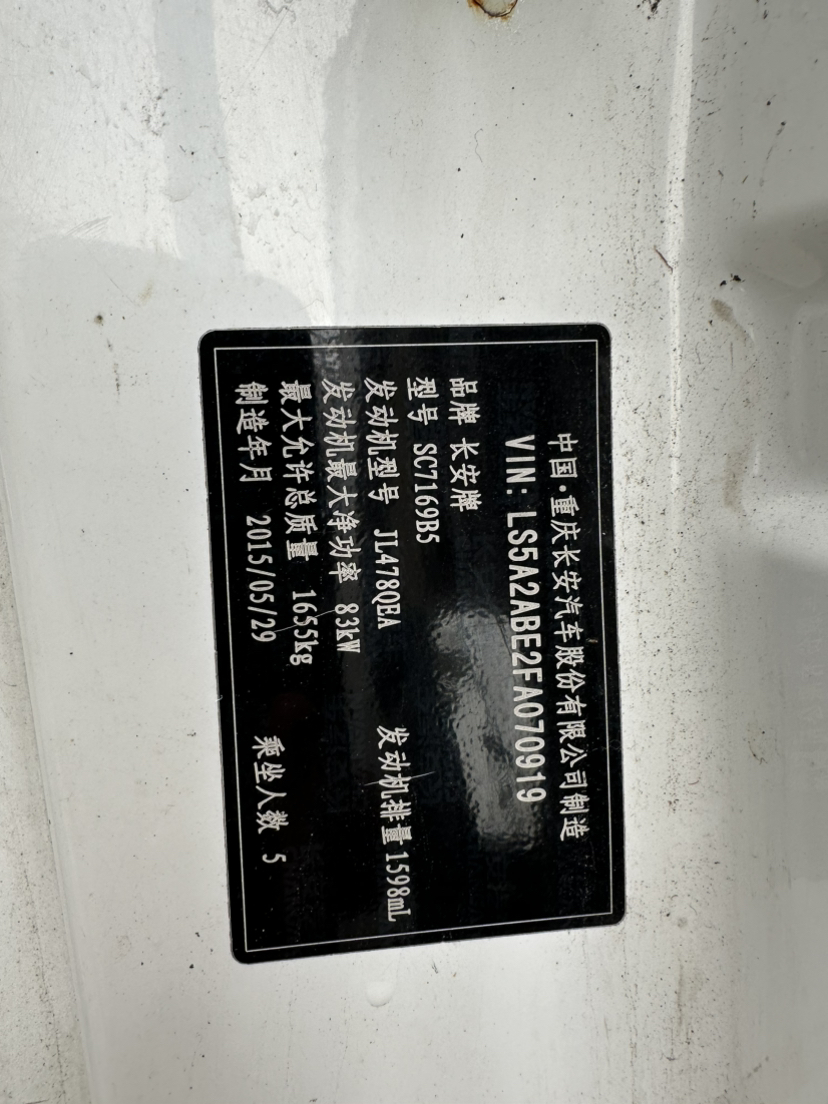 中国·重庆长安汽车股份有限公司制造
VIN: LS5A2ABE2FA070919
品牌 长安牌
型号 SC7169B5
发动机型号 JL478QEA 发动机排量 1598mL
发动机最大净功率 83kW
最大允许总质量 1655kg
制造年月 2015/05/29 乘坐人数 5